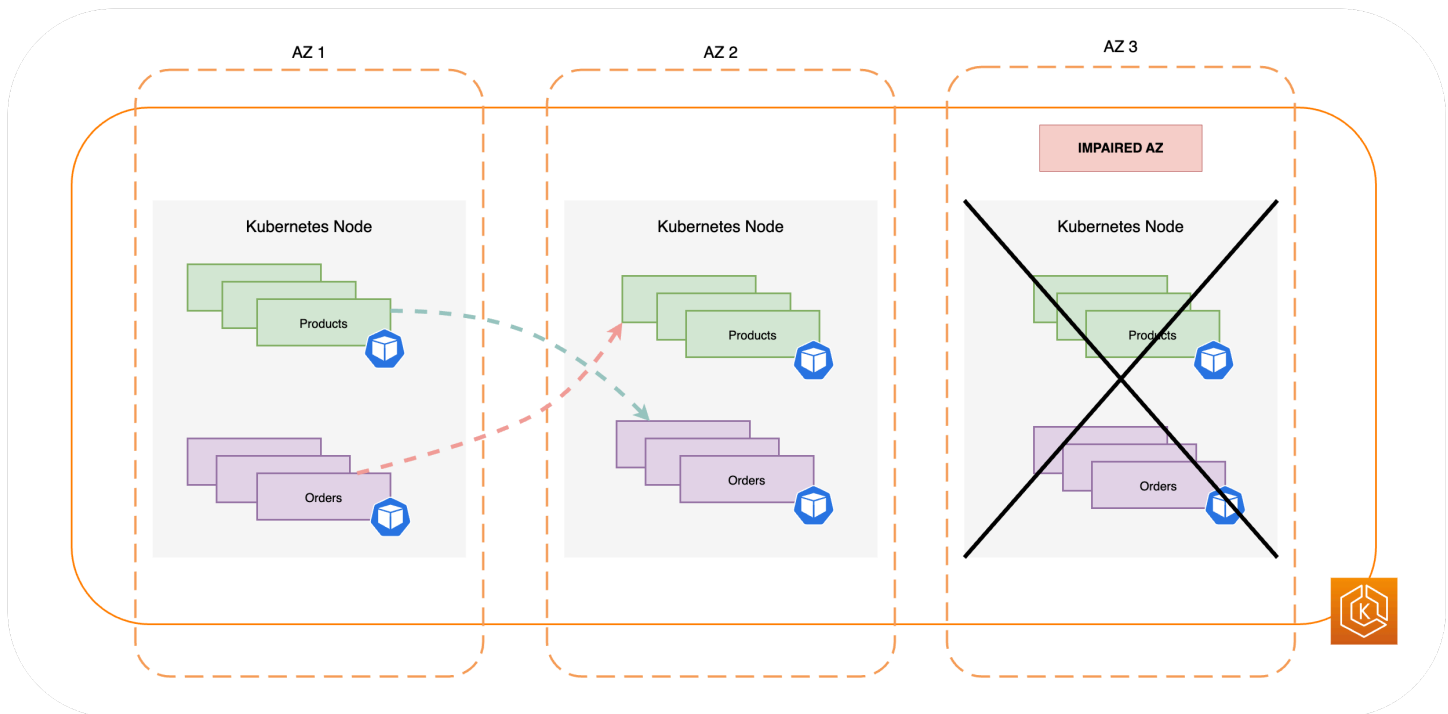 AZ 1
AZ 2
AZ 3
IMPAIRED AZ
Kubernetes Node
Kubernetes Node
Kubernetes Node
Products
Products
Products
Orders
Orders
Orders
K